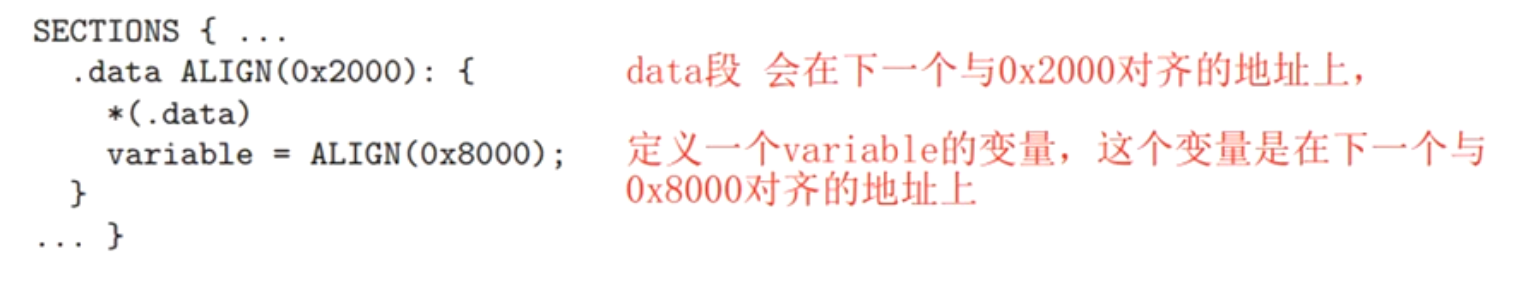 SECTIONS { ...
.data ALIGN(0x2000): { data段 会在下一个与0x2000对齐的地址上，
*(.data)
variable = ALIGN(0x8000); 定义一个variable的变量，这个变量是在下一个与
} 0x8000对齐的地址上
... }